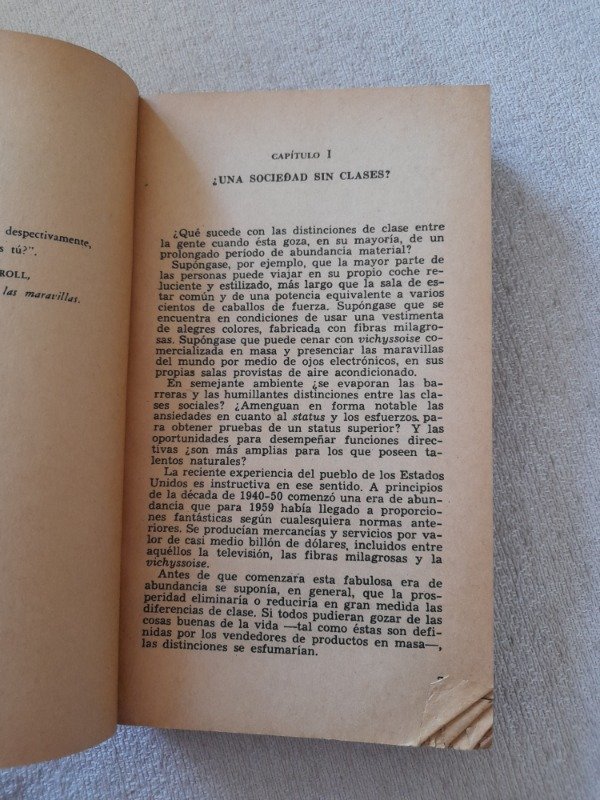 despectivamente,
s tú?".
ROLL,
las maravillas.
CAPÍTULO I
¿UNA SOCIEDAD SIN CLASES?
¿Qué sucede con las distinciones de clase entre
la gente cuando ésta goza, en su mayoría, de un
prolongado período de abundancia material?
Supóngase, por ejemplo, que la mayor parte de
las personas puede viajar en su propio coche re-
luciente y estilizado, más largo que la sala de es-
tar común y de una potencia equivalente a varios
cientos de caballos de fuerza. Supóngase que se
encuentra en condiciones de usar una vestimenta
de alegres colores, fabricada con fibras milagro-
sas. Supóngase que puede cenar con vichyssoise co-
mercializada en masa y presenciar las maravillas
del mundo por medio de ojos electrónicos, en sus
propias salas provistas de aire acondicionado.
En semejante ambiente ¿se evaporan las ba-
rreras y las humillantes distinciones entre las cla-
ses sociales? ¿Amenguan en forma notable las
ansiedades en cuanto al status y los esfuerzos para
obtener pruebas de un status superior? Y las
oportunidades para desempeñar funciones direc-
tivas ¿son más amplias para los que poseen ta-
lentos naturales?
La reciente experiencia del pueblo de los Estados
Unidos es instructiva en ese sentido. A principios
de la década de 1940-50 comenzó una era de abun-
dancia que para 1959 había llegado a proporcio-
nes fantásticas según cualesquiera normas ante-
riores. Se producían mercancías y servicios por va-
lor de casi medio billón de dólares, incluidos entre
aquéllos la televisión, las fibras milagrosas y la
vichyssoise.
Antes de que comenzara esta fabulosa era de
abundancia se suponía, en general, que la pros-
peridad eliminaría o reduciría en gran medida las
diferencias de clase. Si todos pudieran gozar de las
cosas buenas de la vida —tal como éstas son defi-
nidas por los vendedores de productos en masa—,
las distinciones se esfumarían.